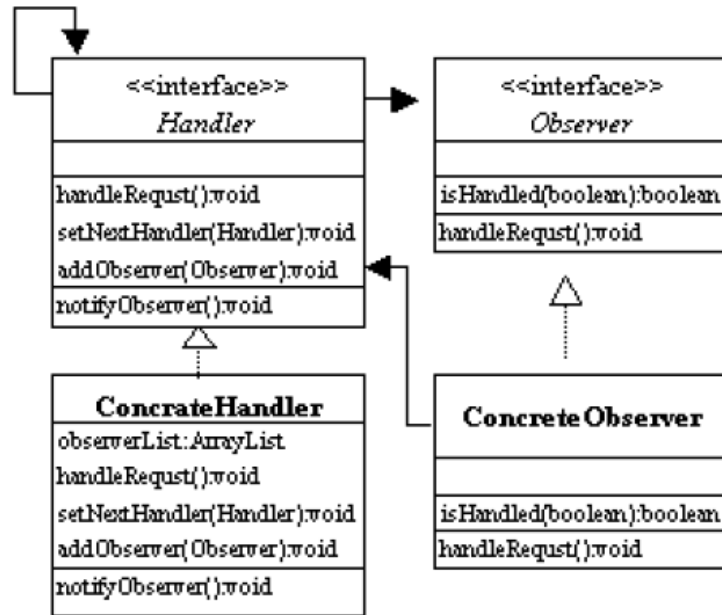 <<interface>>
Handler
handleRequst():void
setNextHandler(Handler):void
addObserver(Observer):void
notifyObserver():void
<<interface>>
Observer
isHandled(boolean):boolean
handleRequst():void
ConcrateHandler
observerList:ArrayList
handleRequst():void
setNextHandler(Handler):void
addObserver(Observer):void
notifyObserver():void
ConcreteObserver
isHandled(boolean):boolean
handleRequst():void